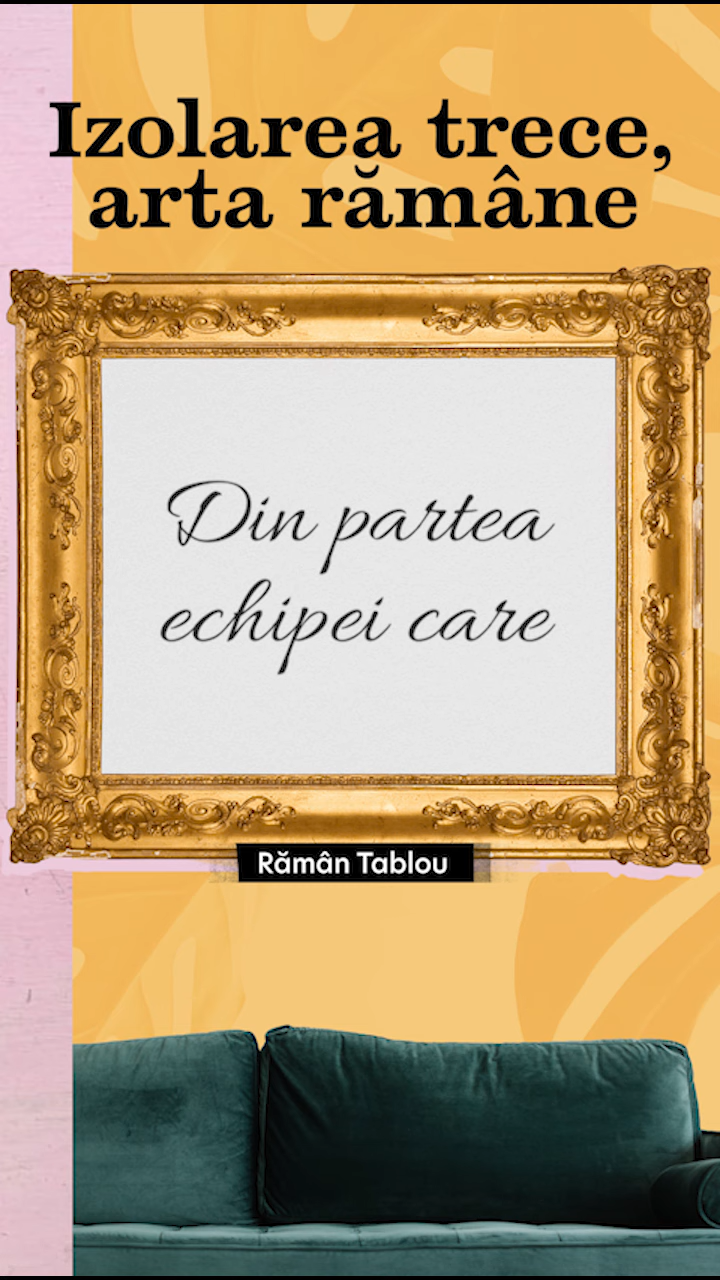 Izolarea trece,
arta rămâne
Din partea
echipei care
Rămân Tablou